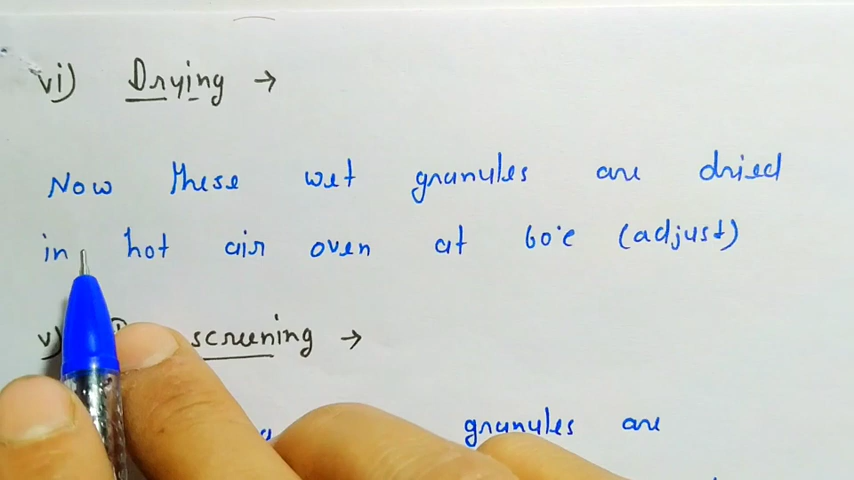 vi) Drying →
Now these wet granules are dried
in hot air oven at 60°c (adjust)
v) screening →
granules are